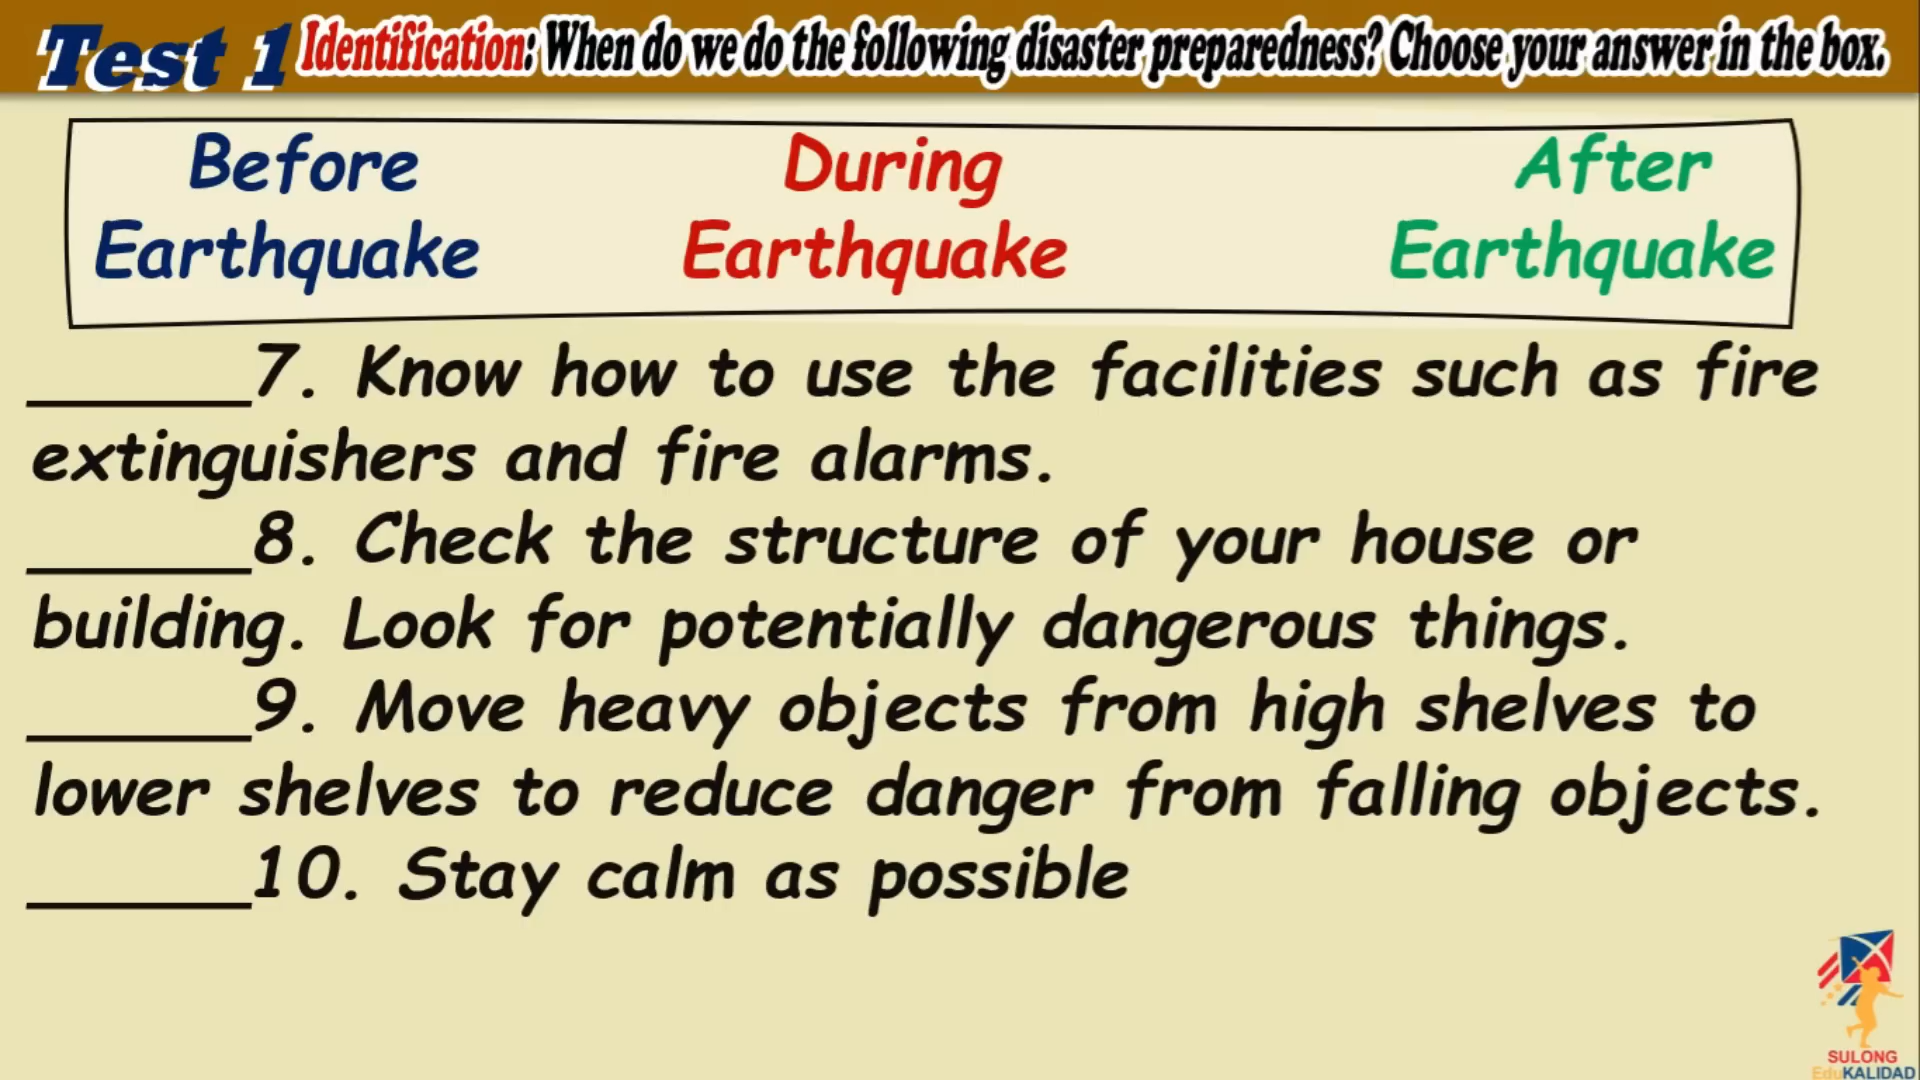 Test 1 Identification: When do we do the following disaster preparedness? Choose your answer in the box.
Before Earthquake
During Earthquake
After Earthquake
______7. Know how to use the facilities such as fire
extinguishers and fire alarms.
______8. Check the structure of your house or
building. Look for potentially dangerous things.
______9. Move heavy objects from high shelves to
lower shelves to reduce danger from falling objects.
______10. Stay calm as possible
SULONG
EduKALIDAD